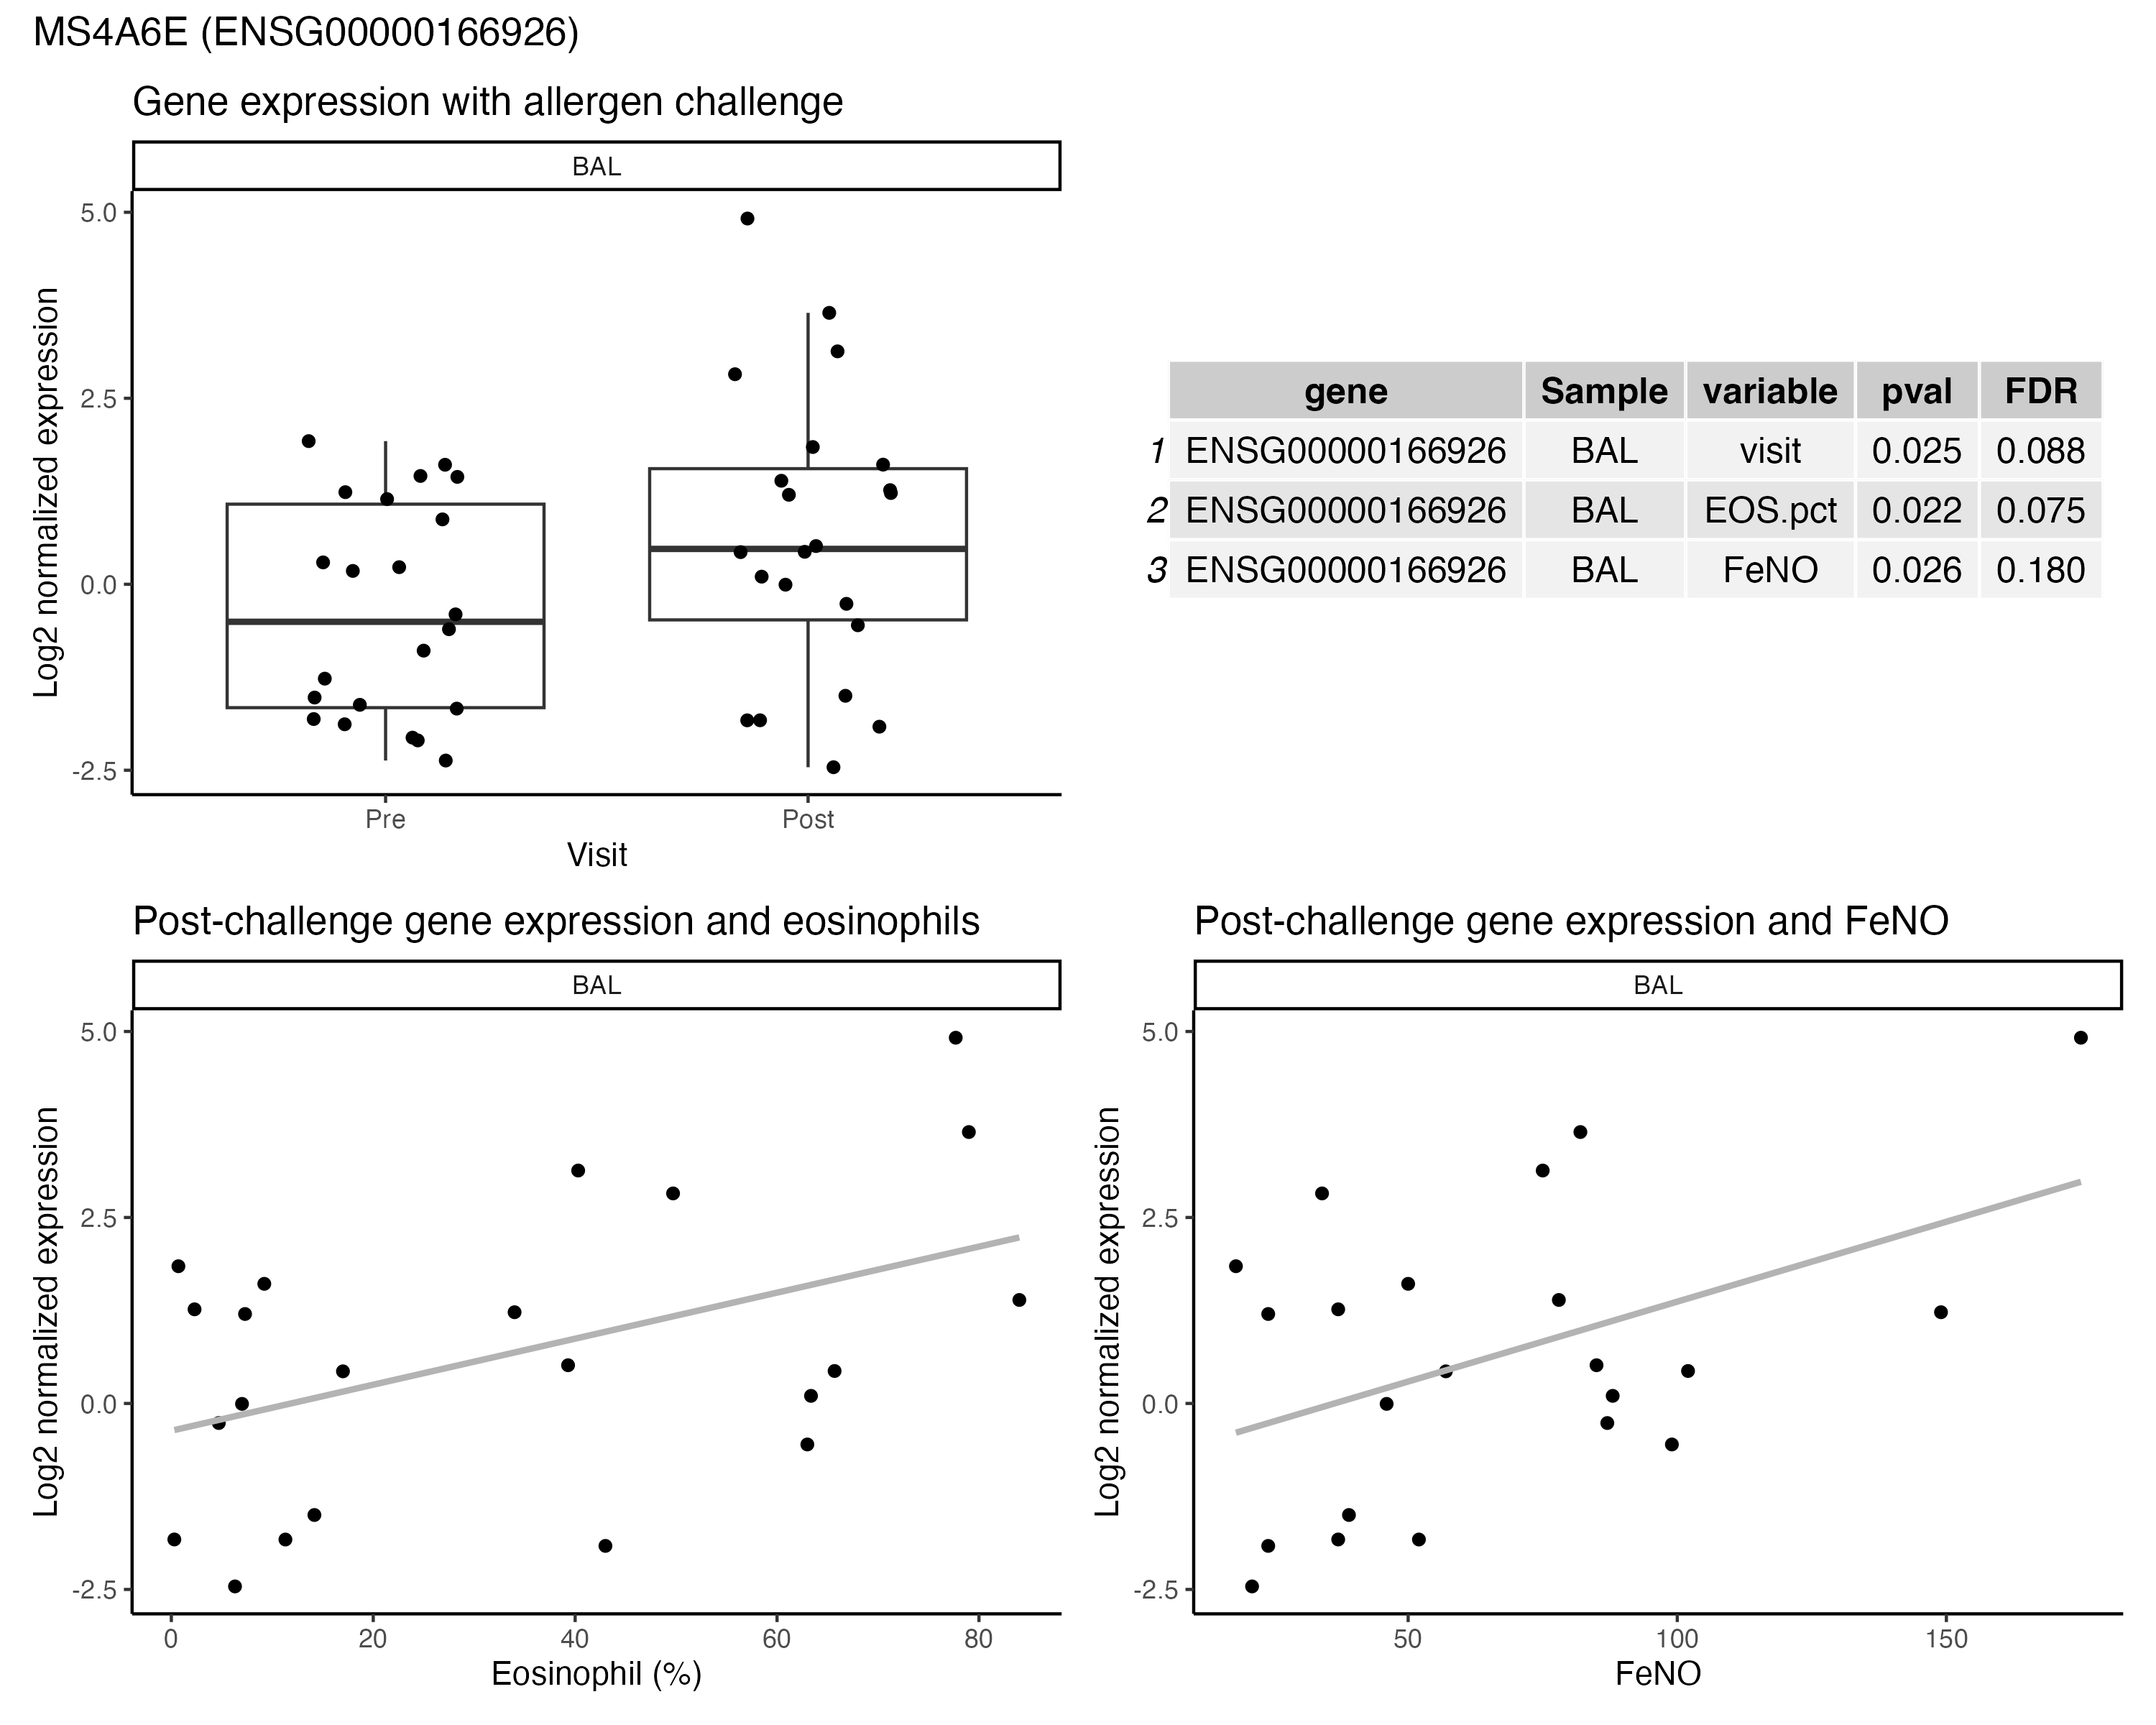 MS4A6E (ENSG00000166926)
Gene expression with allergen challenge
BAL
Log2 normalized expression
5.0
2.5
0.0
-2.5
Pre Post
Visit
gene Sample variable pval FDR
1 ENSG00000166926 BAL visit 0.025 0.088
2 ENSG00000166926 BAL EOS.pct 0.022 0.075
3 ENSG00000166926 BAL FeNO 0.026 0.180
Post-challenge gene expression and eosinophils
BAL
Log2 normalized expression
5.0
2.5
0.0
-2.5
0 20 40 60 80
Eosinophil (%)
Post-challenge gene expression and FeNO
BAL
Log2 normalized expression
5.0
2.5
0.0
-2.5
50 100 150
FeNO